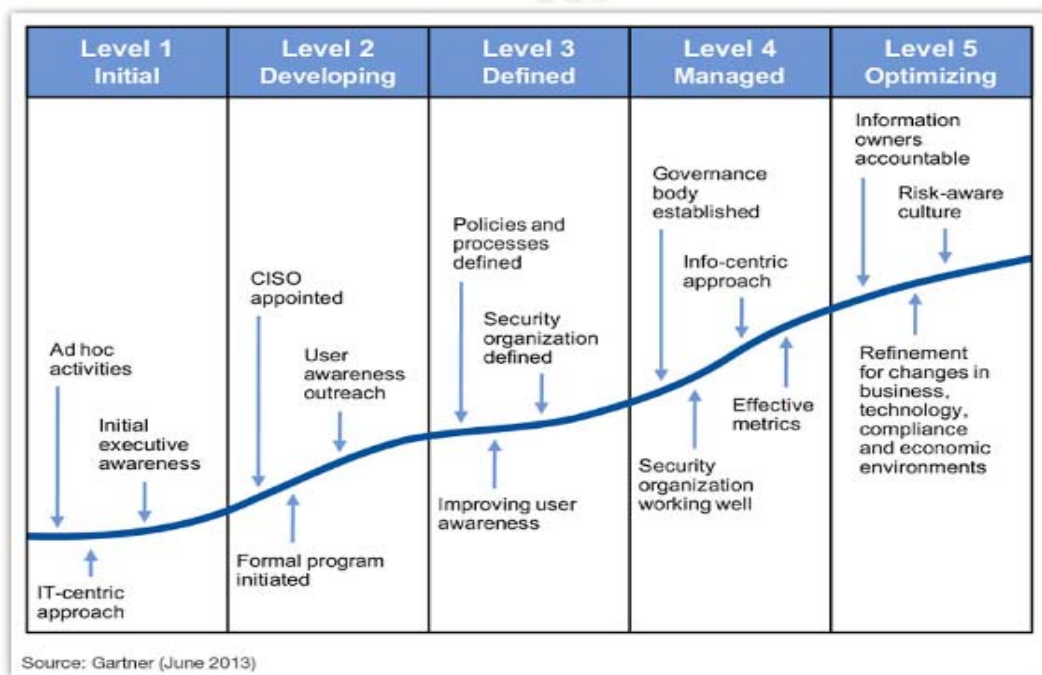 Level 1
Initial
Level 2
Developing
Level 3
Defined
Level 4
Managed
Level 5
Optimizing
Ad hoc
activities
Initial
executive
awareness
IT-centric
approach
CISO
appointed
User
awareness
outreach
Formal program
initiated
Policies and
processes
defined
Security
organization
defined
Improving user
awareness
Governance
body
established
Info-centric
approach
Effective
metrics
Security
organization
working well
Information
owners
accountable
Risk-aware
culture
Refinement
for changes in
business,
technology,
compliance
and economic
environments
Source: Gartner (June 2013)